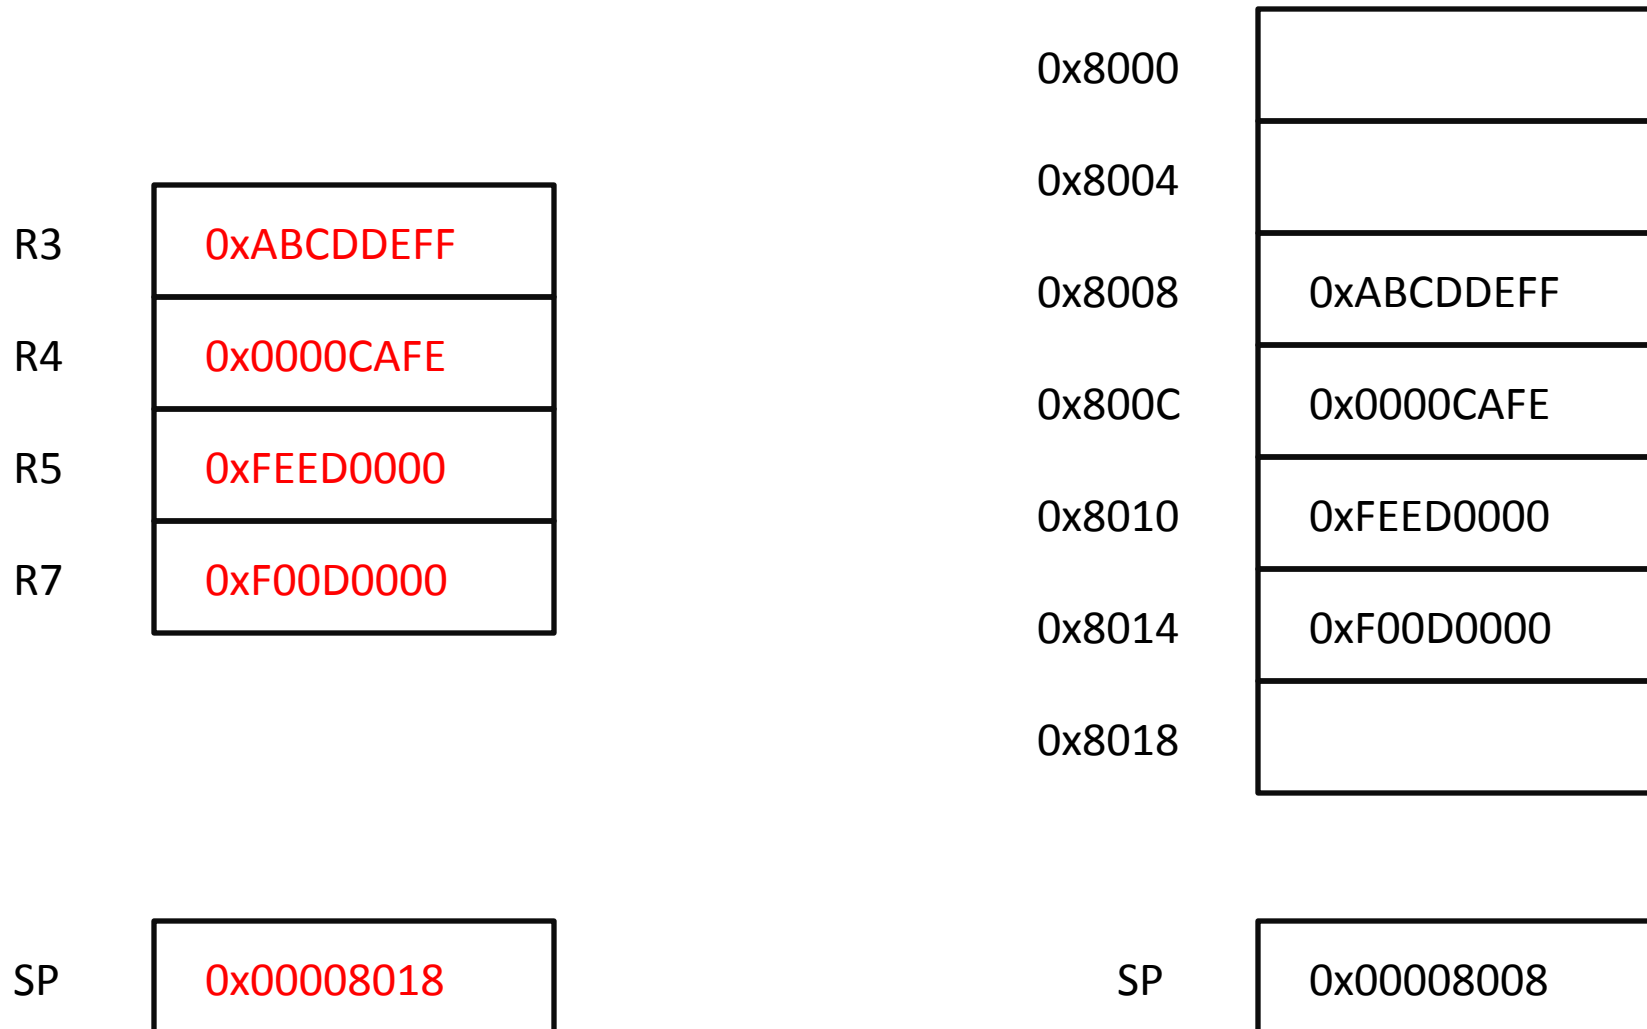 0x8000
0x8004
R3 0xABCDDEFF
0x8008 0xABCDDEFF
R4 0x0000CAFE
0x800C 0x0000CAFE
R5 0xFEED0000
0x8010 0xFEED0000
R7 0xF00D0000
0x8014 0xF00D0000
0x8018
SP 0x00008018
SP 0x00008008